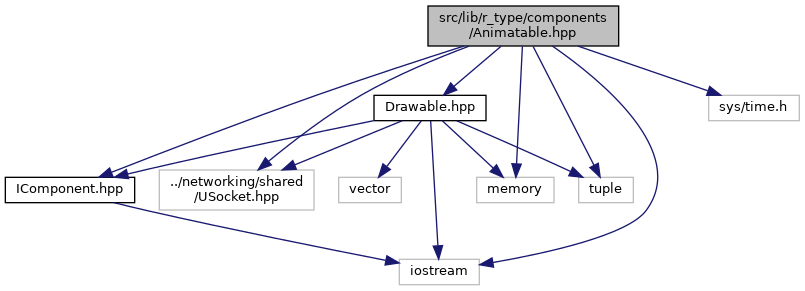 src/lib/r_type/components
/Animatable.hpp
Drawable.hpp
sys/time.h
IComponent.hpp
../networking/shared
/USocket.hpp
vector
memory
tuple
iostream